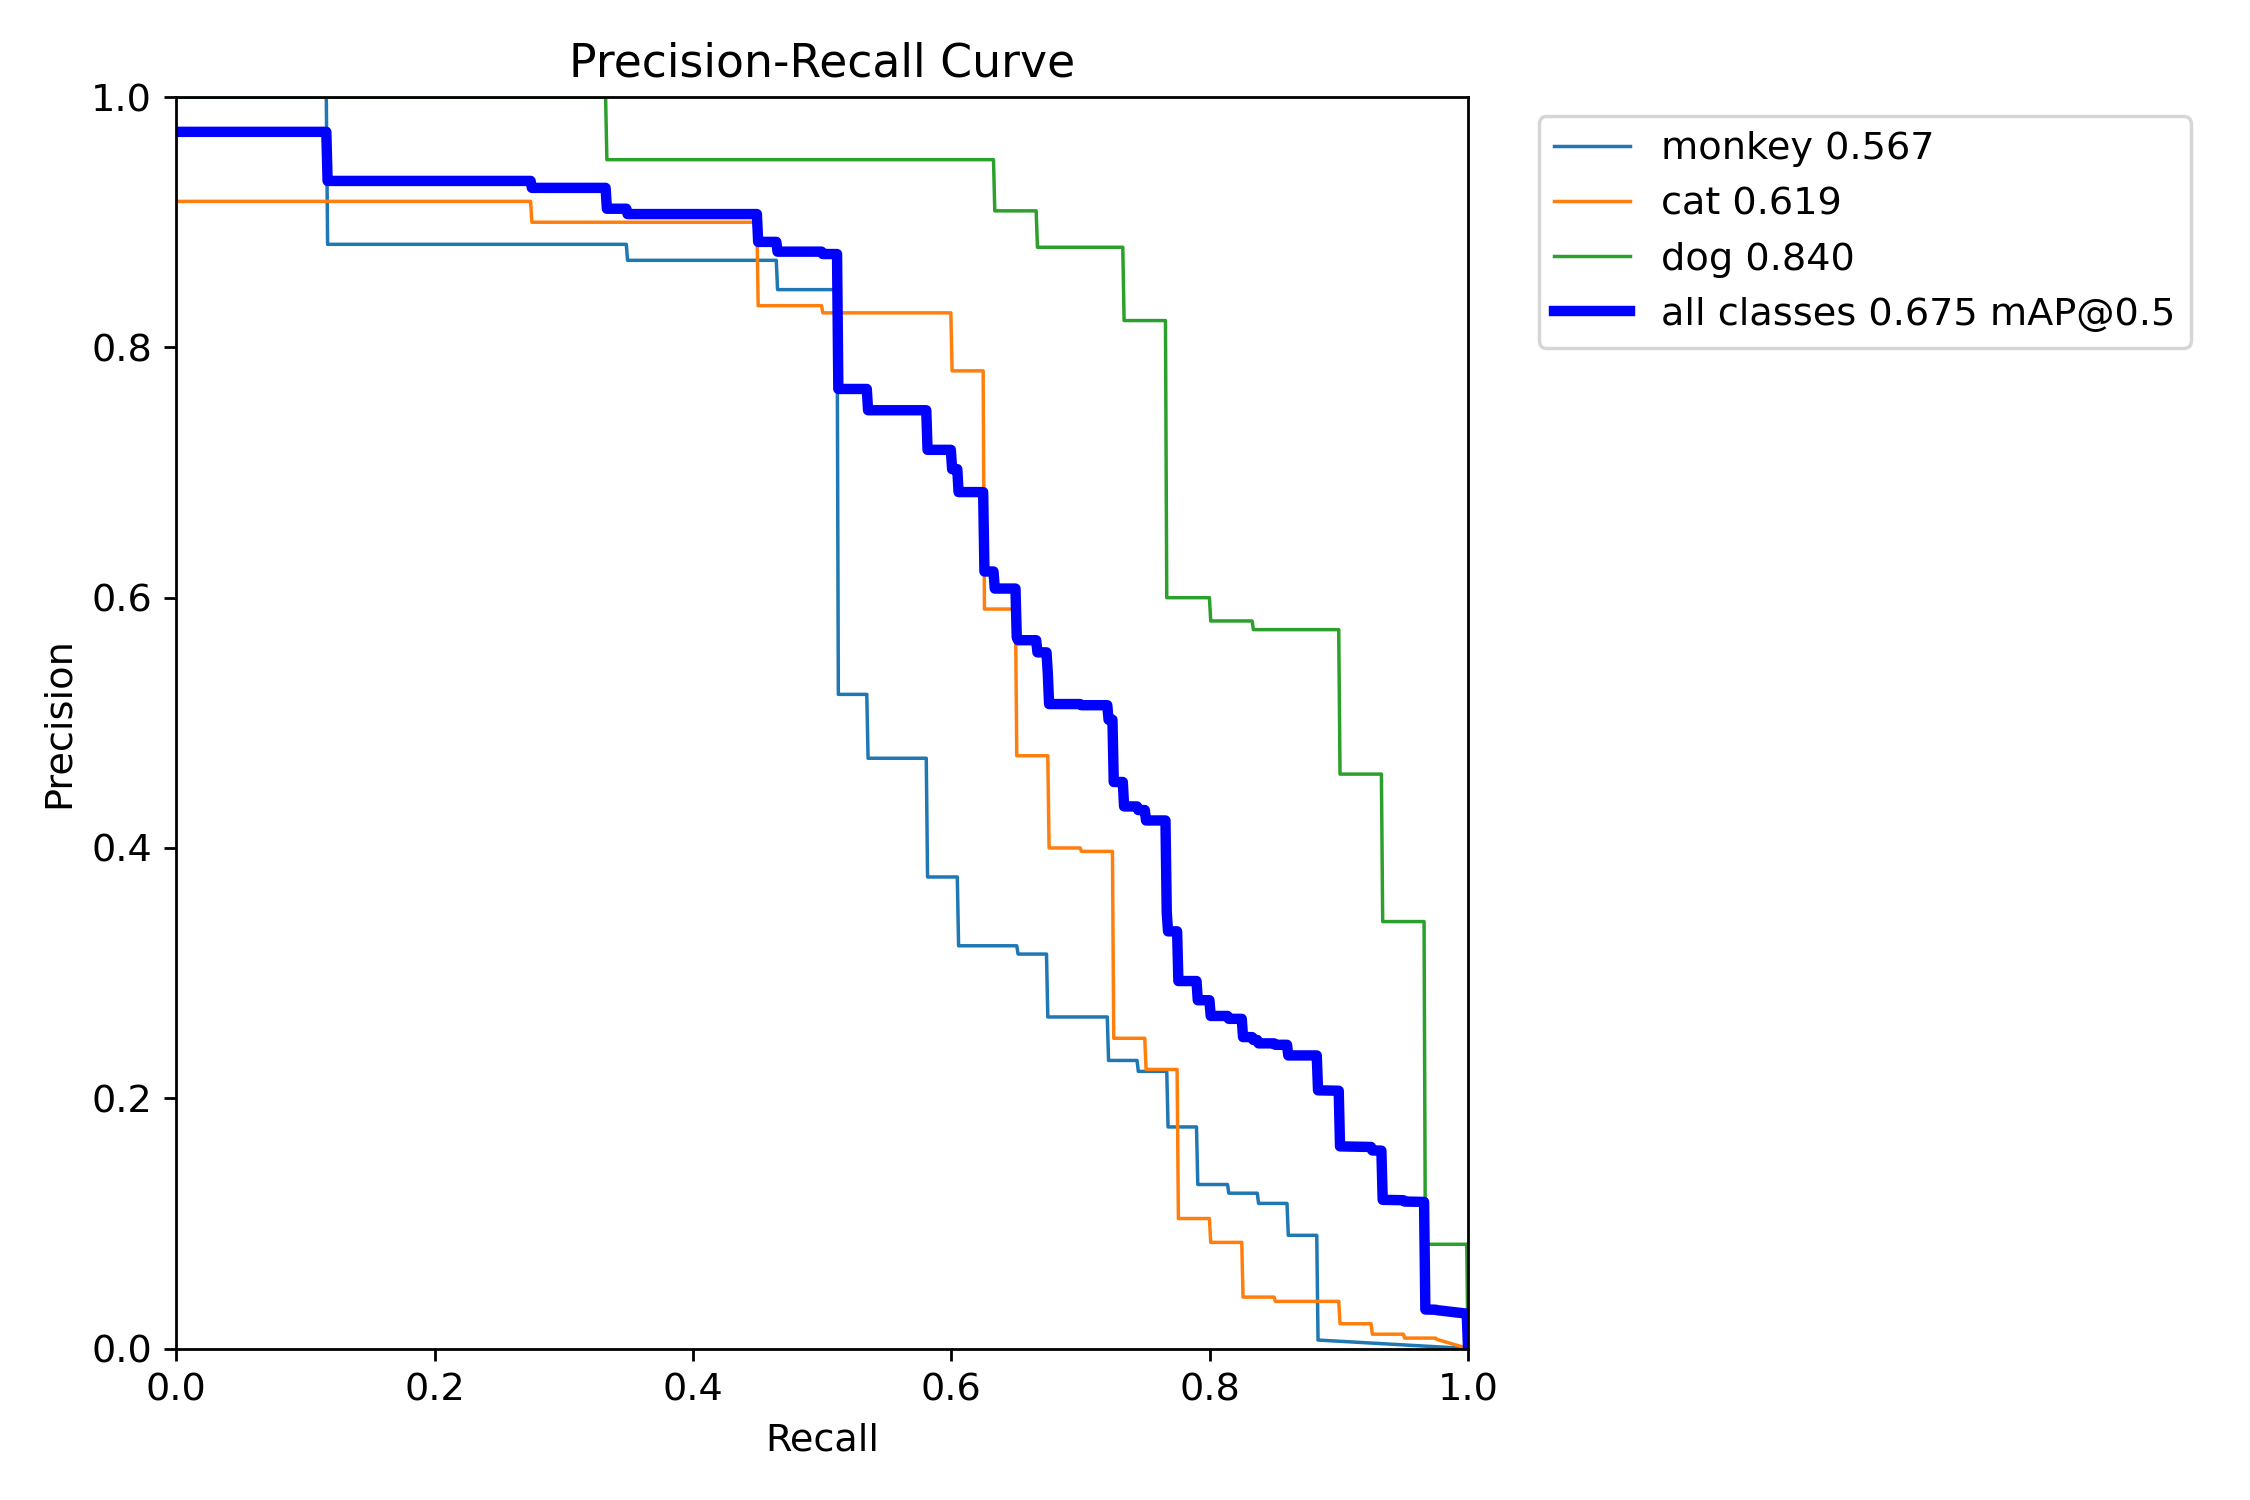 Precision-Recall Curve
1.0
0.8
0.6
0.4
0.2
0.0
Precision
0.0 0.2 0.4 0.6 0.8 1.0
Recall
monkey 0.567
cat 0.619
dog 0.840
all classes 0.675 mAP@0.5